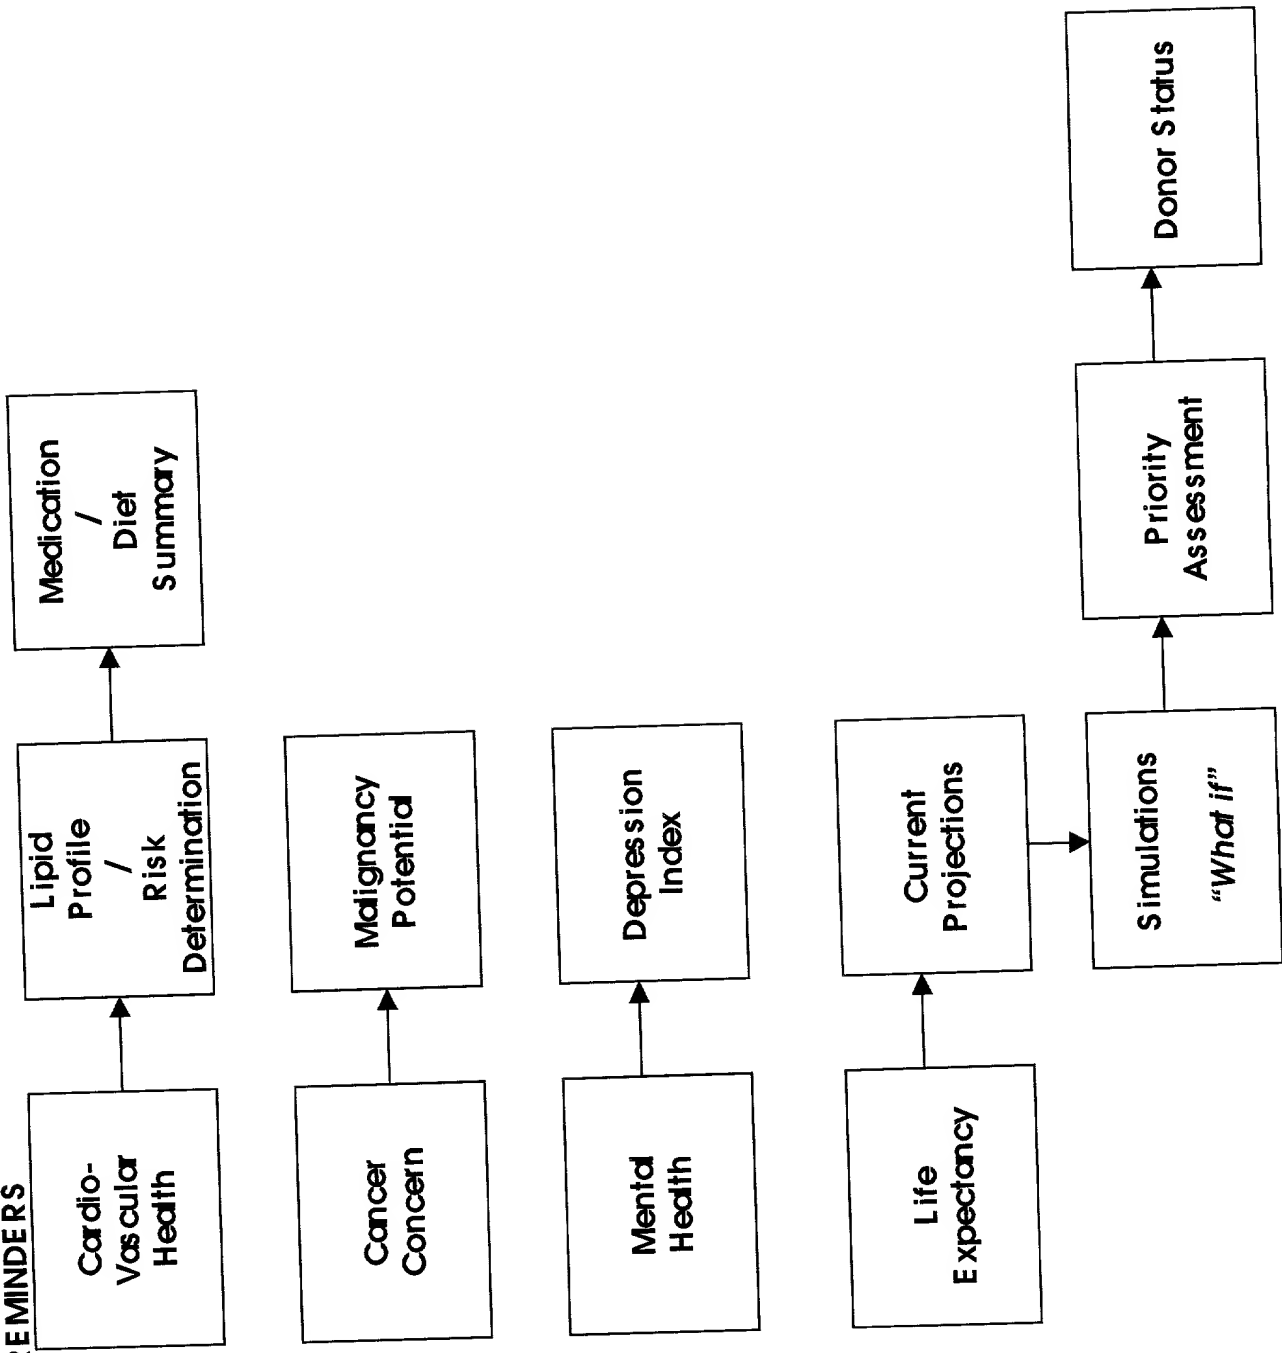 REMINDERS
Cardio-
Vascular
Health
Lipid
Profile
/
Risk
Determination
Medication
/
Diet
Summary
Cancer
Concern
Malignancy
Potential
Mental
Health
Depression
Index
Life
Expectancy
Current
Projections
Simulations
“What if”
Priority
Assessment
Donor Status